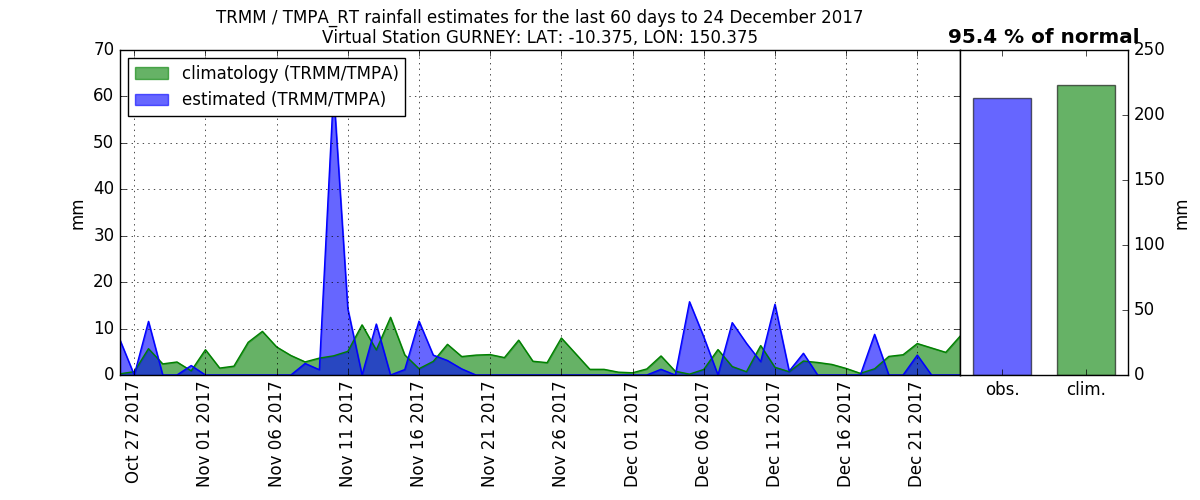 TRMM / TMPA_RT rainfall estimates for the last 60 days to 24 December 2017
Virtual Station GURNEY: LAT: -10.375, LON: 150.375
95.4 % of normal
climatology (TRMM/TMPA)
estimated (TRMM/TMPA)
70
60
50
40
30
20
10
0
mm
Oct 27 2017
Nov 01 2017
Nov 06 2017
Nov 11 2017
Nov 16 2017
Nov 21 2017
Nov 26 2017
Dec 01 2017
Dec 06 2017
Dec 11 2017
Dec 16 2017
Dec 21 2017
obs.
clim.
250
200
150
100
50
0
mm